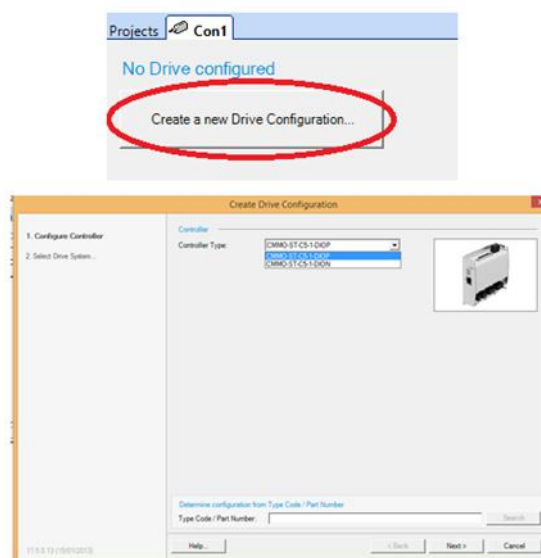 Projects Con1
No Drive configured
Create a new Drive Configuration...
Create Drive Configuration
1. Configure Controller
2. Select Drive System...
Controller
Controller Type: CMMO-ST-C5-1-DIOP
CMMO-ST-C5-1-DIOP
CMMO-ST-C5-1-DION
Determine configuration from Type Code / Part Number
Type Code / Part Number:
Search
Help...
< Back
Next >
Cancel